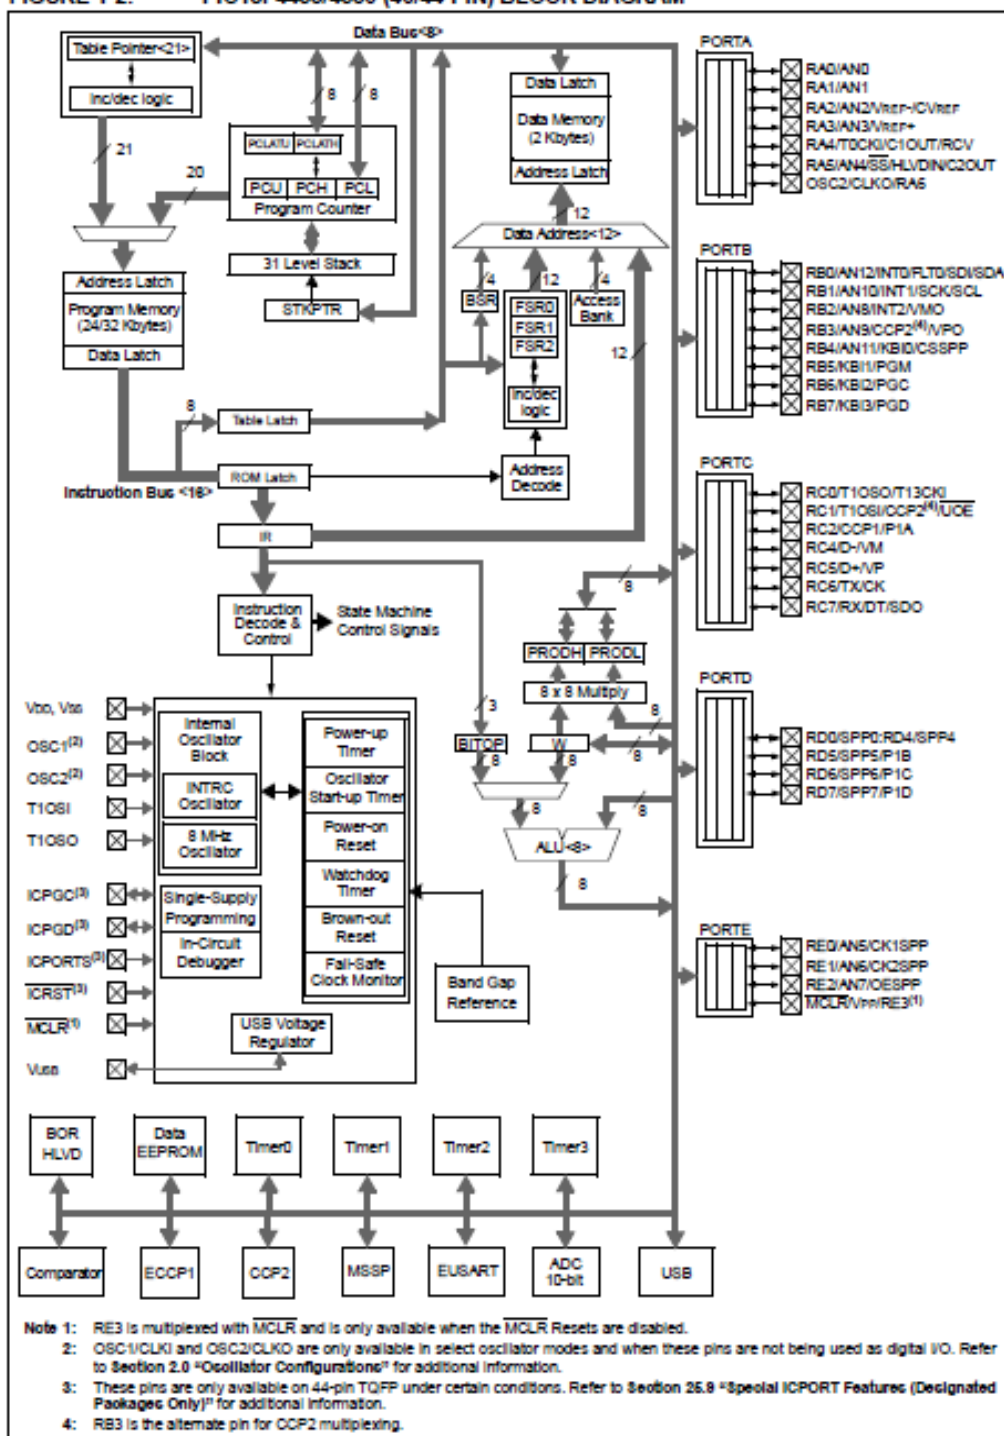 Data Bus<8>
Table Pointer<21>
Inc/dec logic
21
20
8
8
PCLATU PCLATH
PCU PCH PCL
Program Counter
31 Level Stack
STKPTR
Address Latch
Program Memory
(24/32 Kbytes)
Data Latch
8
Table Latch
ROM Latch
Instruction Bus <16>
IR
Instruction
Decode &
Control
State Machine
Control Signals
Data Latch
Data Memory
(2 Kbytes)
Address Latch
12
Data Address<12>
4
12
4
BSR
FSR0
FSR1
FSR2
Access
Bank
12
Inc/dec
logic
Address
Decode
8
PRODH PRODL
8 x 8 Multiply
3
8
BITOP
W
8
8
8
8
8
ALU<8>
8
PORTA
RA0/AN0
RA1/AN1
RA2/AN2/VREF-/CVREF
RA3/AN3/VREF+
RA4/T0CKI/C1OUT/RCV
RA5/AN4/SS/HLVDIN/C2OUT
OSC2/CLKO/RA6
PORTB
RB0/AN12/INT0/FLT0/SDI/SDA
RB1/AN10/INT1/SCK/SCL
RB2/AN8/INT2/VMO
RB3/AN9/CCP2(4)/VPO
RB4/AN11/KBI0/CSSPP
RB5/KBI1/PGM
RB6/KBI2/PGC
RB7/KBI3/PGD
PORTC
RC0/T1OSO/T13CKI
RC1/T1OSI/CCP2(4)/UOE
RC2/CCP1/P1A
RC4/D-/VM
RC5/D+/VP
RC6/TX/CK
RC7/RX/DT/SDO
PORTD
RD0/SPP0:RD4/SPP4
RD5/SPP5/P1B
RD6/SPP6/P1C
RD7/SPP7/P1D
PORTE
RE0/AN5/CK1SPP
RE1/AN6/CK2SPP
RE2/AN7/OESPP
MCLR/VPP/RE3(1)
VDD, VSS
OSC1(2)
OSC2(2)
T1OSI
T1OSO
ICPGC(3)
ICPGD(3)
ICPORTS(3)
ICRST(3)
MCLR(1)
VUSB
Internal
Oscillator
Block
INTRC
Oscillator
8 MHz
Oscillator
Single-Supply
Programming
In-Circuit
Debugger
Power-up
Timer
Oscillator
Start-up Timer
Power-on
Reset
Watchdog
Timer
Brown-out
Reset
Fail-Safe
Clock Monitor
USB Voltage
Regulator
Band Gap
Reference
BOR
HLVD
Data
EEPROM
Timer0
Timer1
Timer2
Timer3
Comparator
ECCP1
CCP2
MSSP
EUSART
ADC
10-bit
USB
Note 1: RE3 is multiplexed with MCLR and is only available when the MCLR Resets are disabled.
2: OSC1/CLKI and OSC2/CLKO are only available in select oscillator modes and when these pins are not being used as digital I/O. Refer
to Section 2.0 “Oscillator Configurations” for additional information.
3: These pins are only available on 44-pin TQFP under certain conditions. Refer to Section 25.9 “Special ICPORT Features (Designated
Packages Only)” for additional information.
4: RB3 is the alternate pin for CCP2 multiplexing.